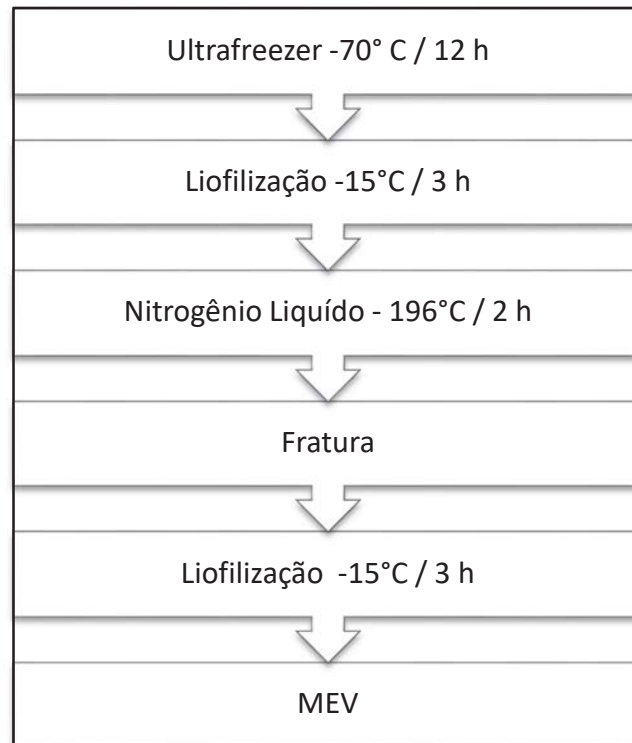 Ultrafreezer -70° C / 12 h
Liofilização -15°C / 3 h
Nitrogênio Liquído - 196°C / 2 h
Fratura
Liofilização  -15°C / 3 h
MEV